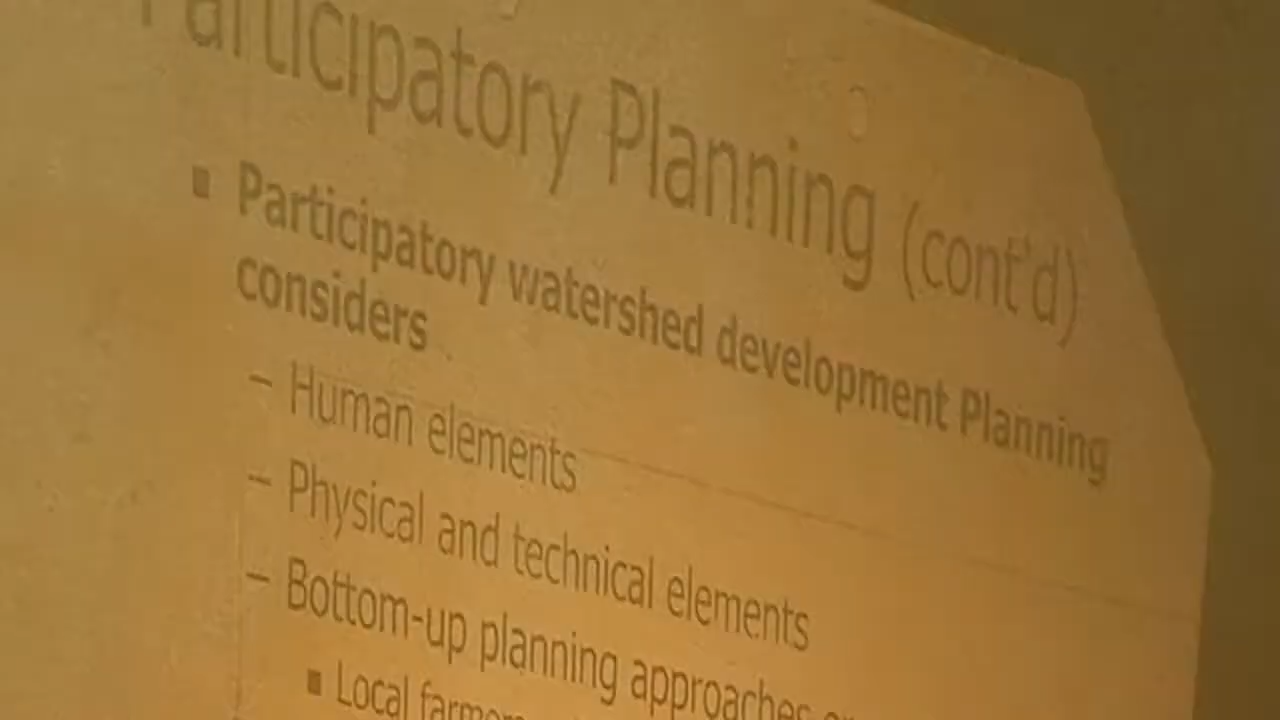 Participatory Planning (cont'd)
▪ Participatory watershed development Planning
considers
– Human elements
– Physical and technical elements
– Bottom-up planning approaches
▪ Local